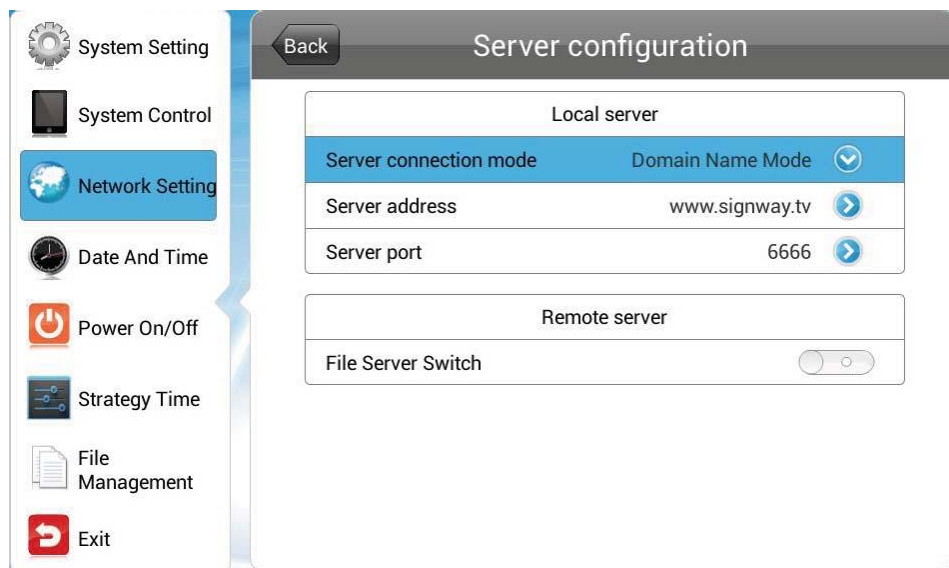 System Setting
System Control
Network Setting
Date And Time
Power On/Off
Strategy Time
File
Management
Exit
Back
Server configuration
Local server
Server connection mode Domain Name Mode
Server address www.signway.tv
Server port 6666
Remote server
File Server Switch